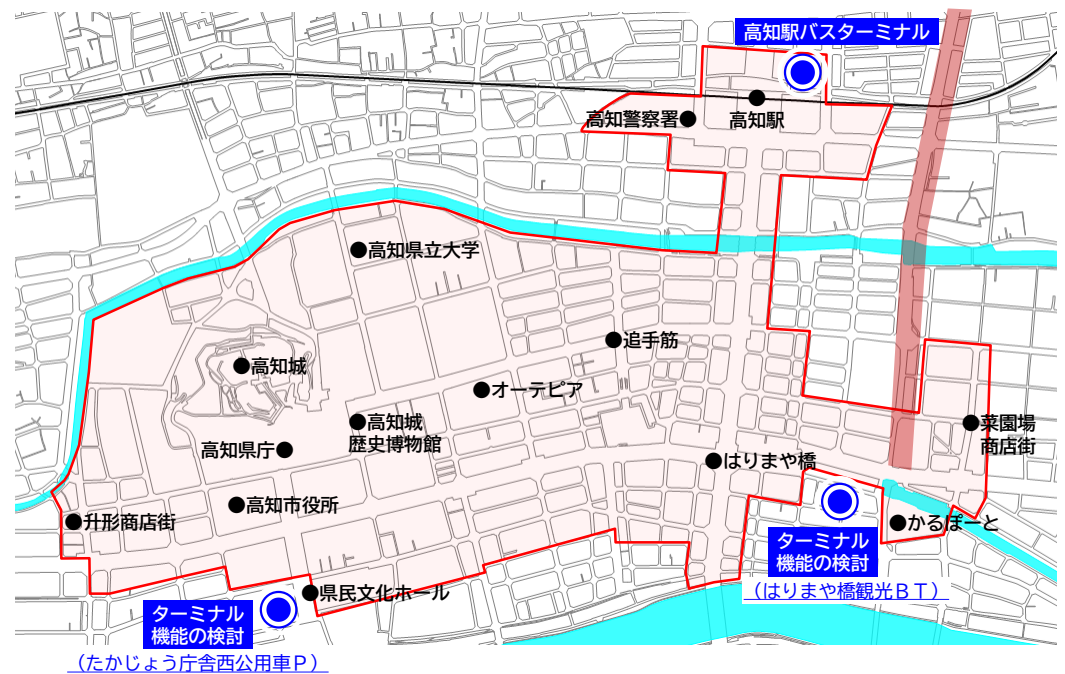 高知駅バスターミナル
高知警察署
高知駅
高知県立大学
追手筋
高知城
オーテピア
高知城
歴史博物館
菜園場
商店街
高知県庁
はりまや橋
高知市役所
升形商店街
かるぽーと
ターミナル
機能の検討
(はりまや橋観光BT)
県民文化ホール
ターミナル
機能の検討
(たかじょう庁舎西公用車P)